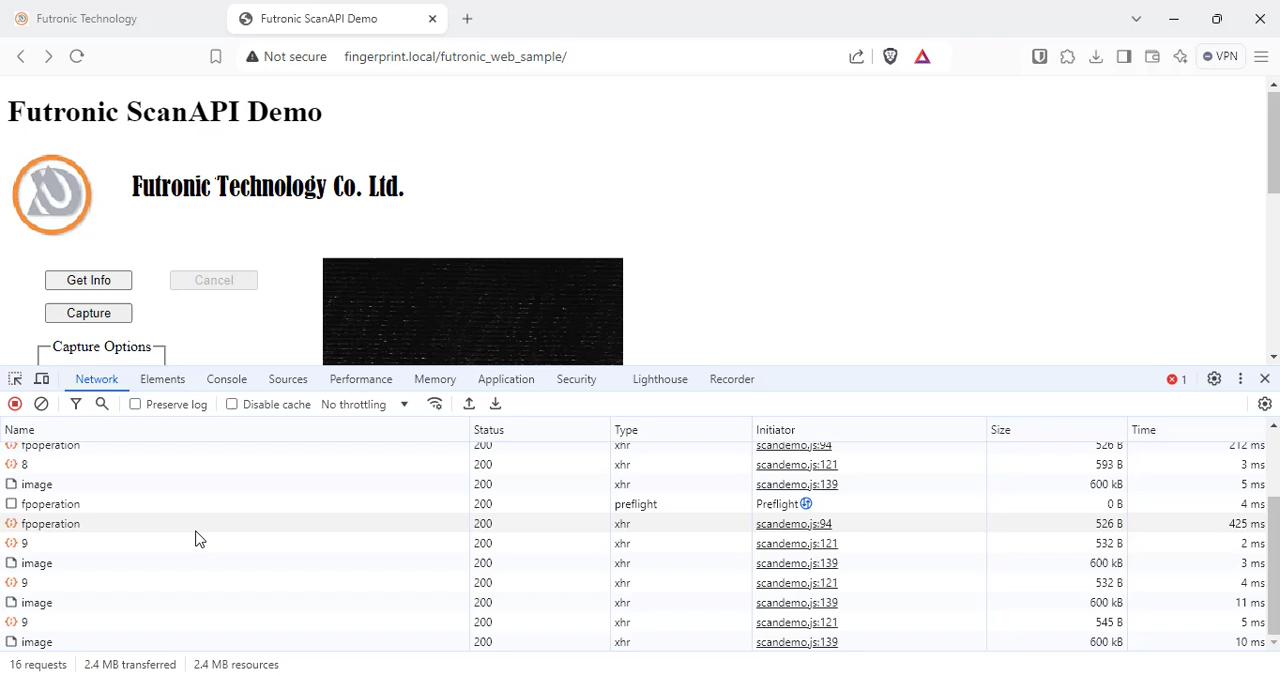 Futronic Technology
Futronic ScanAPI Demo
Not secure fingerprint.local/futronic_web_sample/
VPN
Futronic ScanAPI Demo
Futronic Technology Co. Ltd.
Get Info Cancel
Capture
Capture Options
Network Elements Console Sources Performance Memory Application Security Lighthouse Recorder 1
Preserve log Disable cache No throttling
Name Status Type Initiator Size Time
fpoperation 200 xhr scandemo.js:94 526 B 212 ms
8 200 xhr scandemo.js:121 593 B 3 ms
image 200 xhr scandemo.js:139 600 kB 5 ms
fpoperation 200 preflight Preflight 0 B 4 ms
fpoperation 200 xhr scandemo.js:94 526 B 425 ms
9 200 xhr scandemo.js:121 532 B 2 ms
image 200 xhr scandemo.js:139 600 kB 3 ms
9 200 xhr scandemo.js:121 532 B 4 ms
image 200 xhr scandemo.js:139 600 kB 11 ms
9 200 xhr scandemo.js:121 545 B 5 ms
image 200 xhr scandemo.js:139 600 kB 10 ms
16 requests 2.4 MB transferred 2.4 MB resources